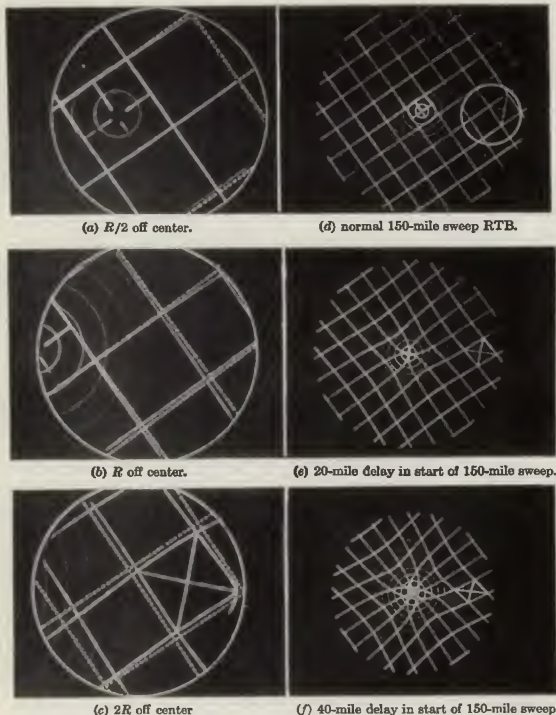 (a) R/2 off center.
(d) normal 150-mile sweep RTB.
(b) R off center.
(e) 20-mile delay in start of 150-mile sweep.
(c) 2R off center
(f) 40-mile delay in start of 150-mile sweep